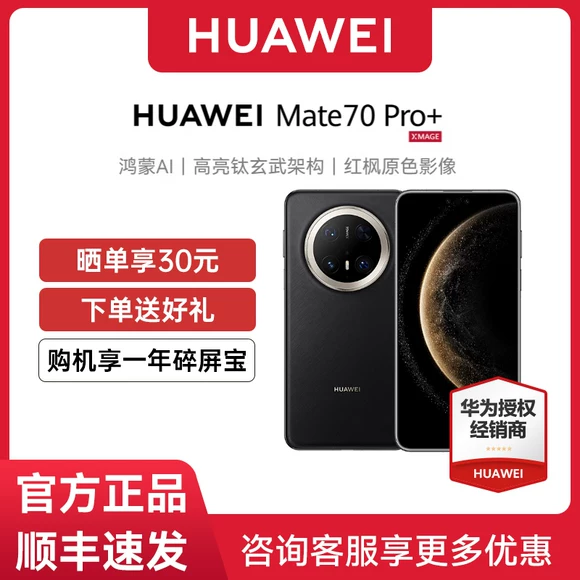 HUAWEI
HUAWEI Mate70 Pro+
XMAGE
鸿蒙AI | 高亮钛玄武架构 | 红枫原色影像
晒单享30元
下单送好礼
购机享一年碎屏宝
HUAWEI
华为授权
经销商
HUAWEI
官方正品
顺丰速发
咨询客服享更多优惠